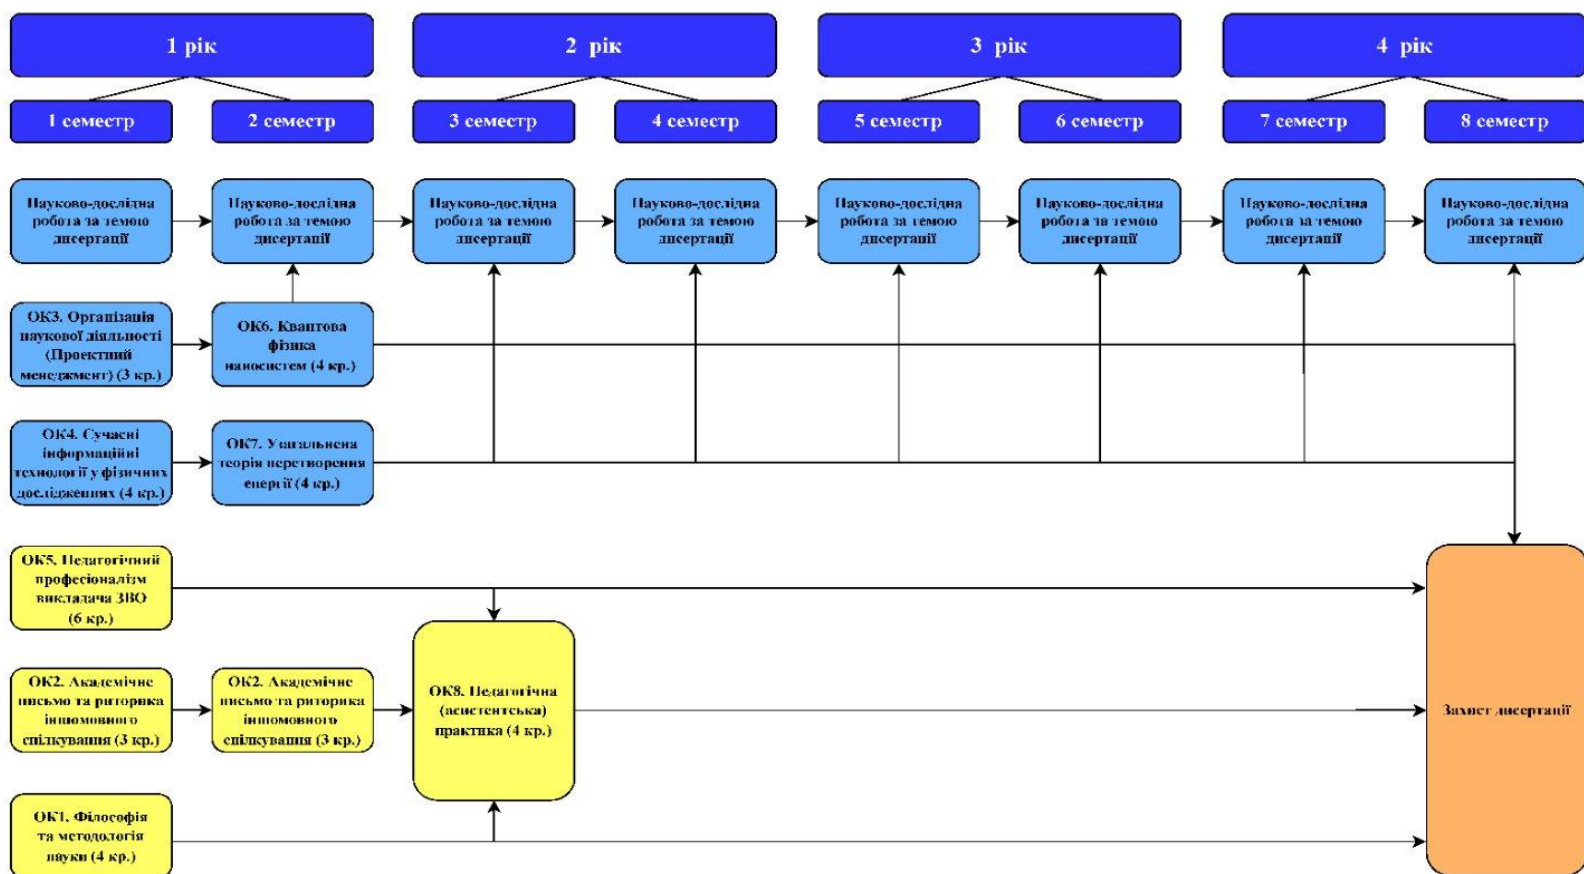 1 рік
2 рік
3 рік
4 рік
1 семестр
2 семестр
3 семестр
4 семестр
5 семестр
6 семестр
7 семестр
8 семестр
Науково-дослідна
робота за темою
дисертації
Науково-дослідна
робота за темою
дисертації
Науково-дослідна
робота за темою
дисертації
Науково-дослідна
робота за темою
дисертації
Науково-дослідна
робота за темою
дисертації
Науково-дослідна
робота за темою
дисертації
Науково-дослідна
робота за темою
дисертації
Науково-дослідна
робота за темою
дисертації
ОК3. Організація
наукової діяльності
(Проектний
менеджмент) (3 кр.)
ОК6. Квантова
фізика
наносистем (4 кр.)
ОК4. Сучасні
інформаційні
технології у фізичних
дослідженнях (4 кр.)
ОК7. Узагальнена
теорія перетворення
енергії (4 кр.)
ОК5. Педагогічний
професіоналізм
викладача ЗВО
(6 кр.)
ОК2. Академічне
письмо та риторика
іншомовного
спілкування (3 кр.)
ОК2. Академічне
письмо та риторика
іншомовного
спілкування (3 кр.)
ОК8. Педагогічна
(асистентська)
практика (4 кр.)
Захист дисертації
ОК1. Філософія
та методологія
науки (4 кр.)